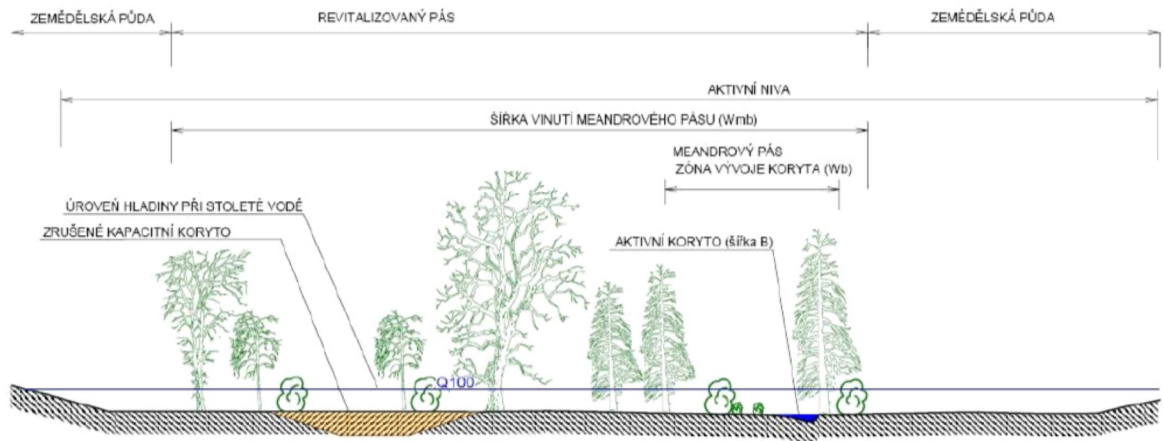 ZEMĚDĚLSKÁ PŮDA
REVITALIZOVANÝ PÁS
ZEMĚDĚLSKÁ PŮDA
AKTIVNÍ NIVA
ŠÍŘKA VINUTÍ MEANDROVÉHO PÁSU (Wmb)
MEANDROVÝ PÁS
ZÓNA VÝVOJE KORYTA (Wb)
ÚROVEŇ HLADINY PŘI STOLETÉ VODĚ
ZRUŠENÉ KAPACITNÍ KORYTO
AKTIVNÍ KORYTO (šířka B)
Q100